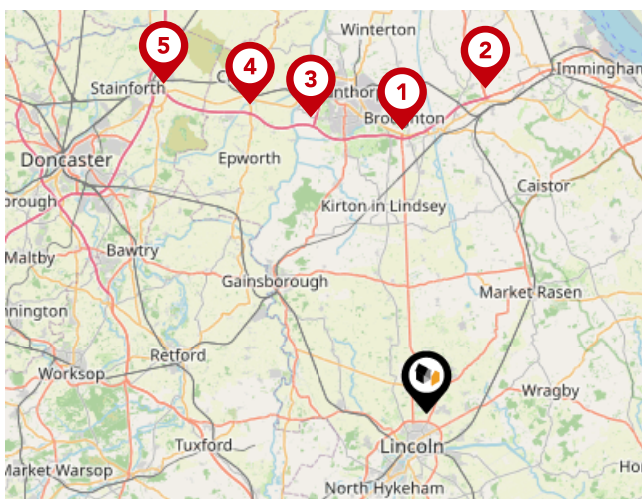 Winterton
5
2
4
3
1
Immingham
Stainforth
Epworth
Doncaster
Caistor
Kirton in Lindsey
Bawtry
Maltby
Gainsborough
Market Rasen
Retford
Worksop
Wragby
Tuxford
Lincoln
Market Warsop
North Hykeham